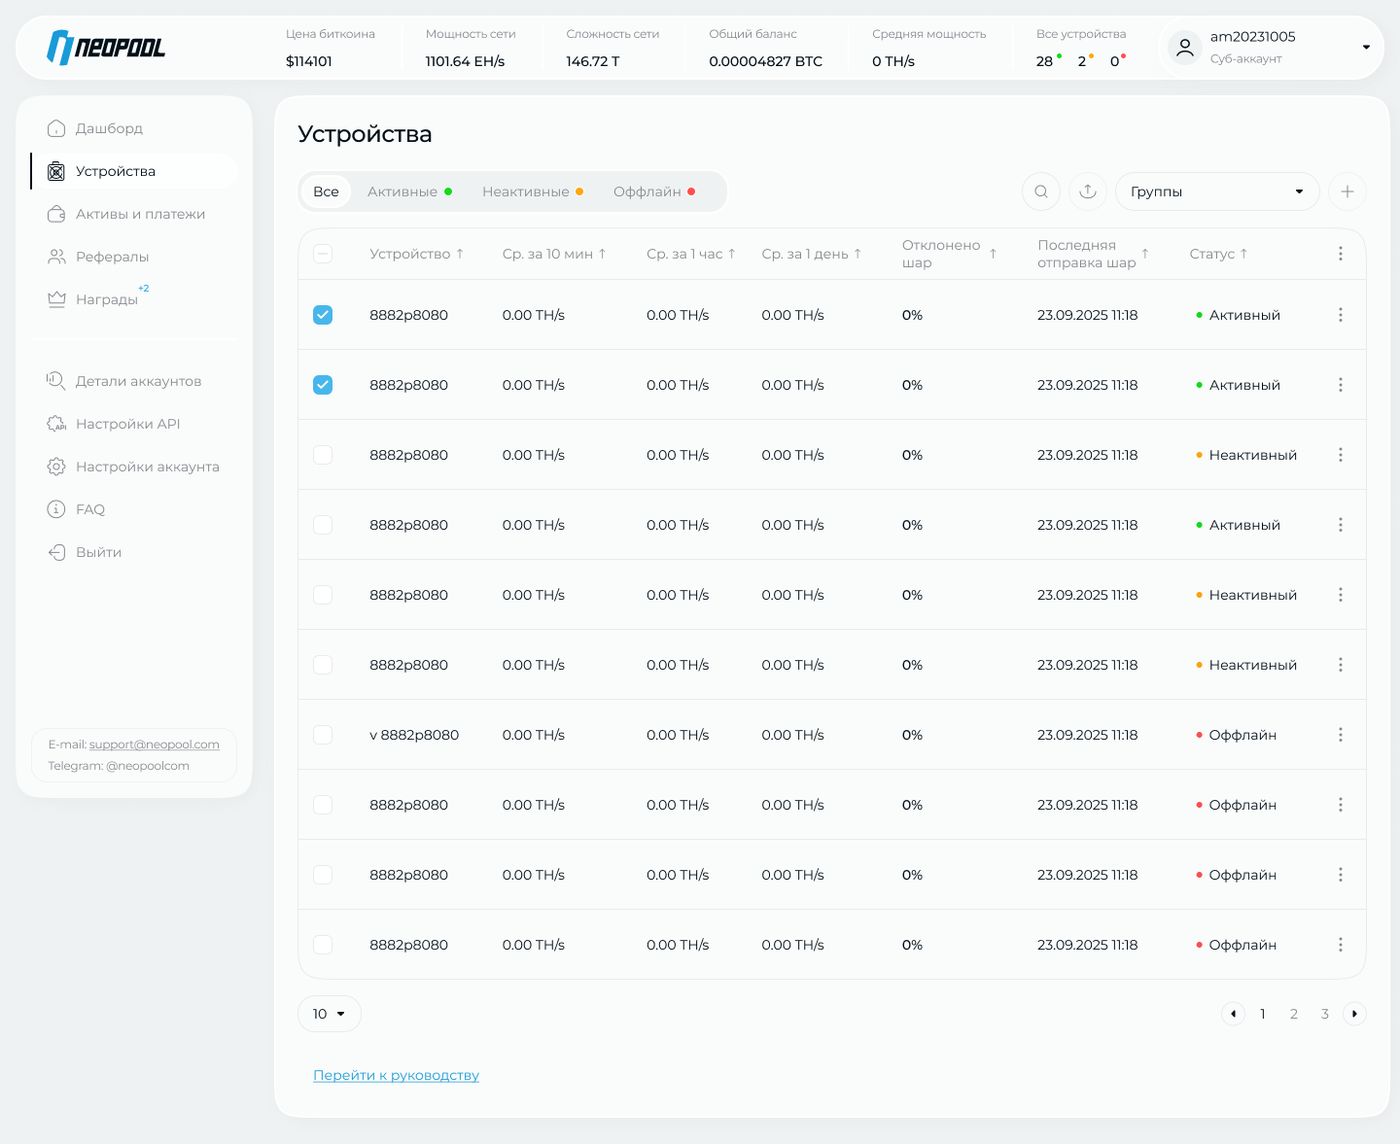 NEOPOOL
Цена биткоина
$114101
Мощность сети
1101.64 EH/s
Сложность сети
146.72 T
Общий баланс
0.00004827 BTC
Средняя мощность
0 TH/s
Все устройства
28 2 0
am20231005
Суб-аккаунт
Дашборд
Устройства
Активы и платежи
Рефералы
Награды +2
Детали аккаунтов
Настройки API
Настройки аккаунта
FAQ
Выйти
E-mail: support@neopool.com
Telegram: @neopoolcom
Устройства
Все Активные Неактивные Оффлайн
Группы
Устройство ↑ Ср. за 10 мин ↑ Ср. за 1 час ↑ Ср. за 1 день ↑ Отклонено шар ↑ Последняя отправка шар ↑ Статус ↑
8882p8080 0.00 TH/s 0.00 TH/s 0.00 TH/s 0% 23.09.2025 11:18 Активный
8882p8080 0.00 TH/s 0.00 TH/s 0.00 TH/s 0% 23.09.2025 11:18 Активный
8882p8080 0.00 TH/s 0.00 TH/s 0.00 TH/s 0% 23.09.2025 11:18 Неактивный
8882p8080 0.00 TH/s 0.00 TH/s 0.00 TH/s 0% 23.09.2025 11:18 Активный
8882p8080 0.00 TH/s 0.00 TH/s 0.00 TH/s 0% 23.09.2025 11:18 Неактивный
8882p8080 0.00 TH/s 0.00 TH/s 0.00 TH/s 0% 23.09.2025 11:18 Неактивный
v 8882p8080 0.00 TH/s 0.00 TH/s 0.00 TH/s 0% 23.09.2025 11:18 Оффлайн
8882p8080 0.00 TH/s 0.00 TH/s 0.00 TH/s 0% 23.09.2025 11:18 Оффлайн
8882p8080 0.00 TH/s 0.00 TH/s 0.00 TH/s 0% 23.09.2025 11:18 Оффлайн
8882p8080 0.00 TH/s 0.00 TH/s 0.00 TH/s 0% 23.09.2025 11:18 Оффлайн
10
1 2 3
Перейти к руководству